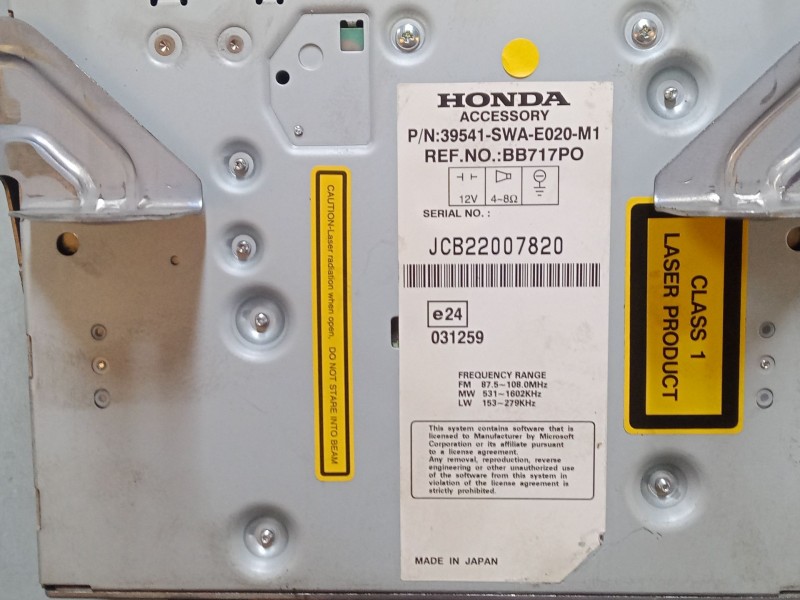 HONDA
ACCESSORY
P/N:39541-SWA-E020-M1
REF.NO.:BB717PO
12V 4~8Ω
SERIAL NO. :
JCB22007820
e24
031259
FREQUENCY RANGE
FM 87.5~108.0MHz
MW 531~1602KHz
LW 153~279KHz
This system contains software that is
licensed to Manufacturer by Microsoft
Corporation or its affiliate pursuant
to a license agreement.
Any removal, reproduction, reverse
engineering or other unauthorized use
of the software from this system in
violation of the license agreement is
strictly prohibited.
MADE IN JAPAN
CAUTION-Laser radiation when open. DO NOT STARE INTO BEAM
CLASS 1
LASER PRODUCT